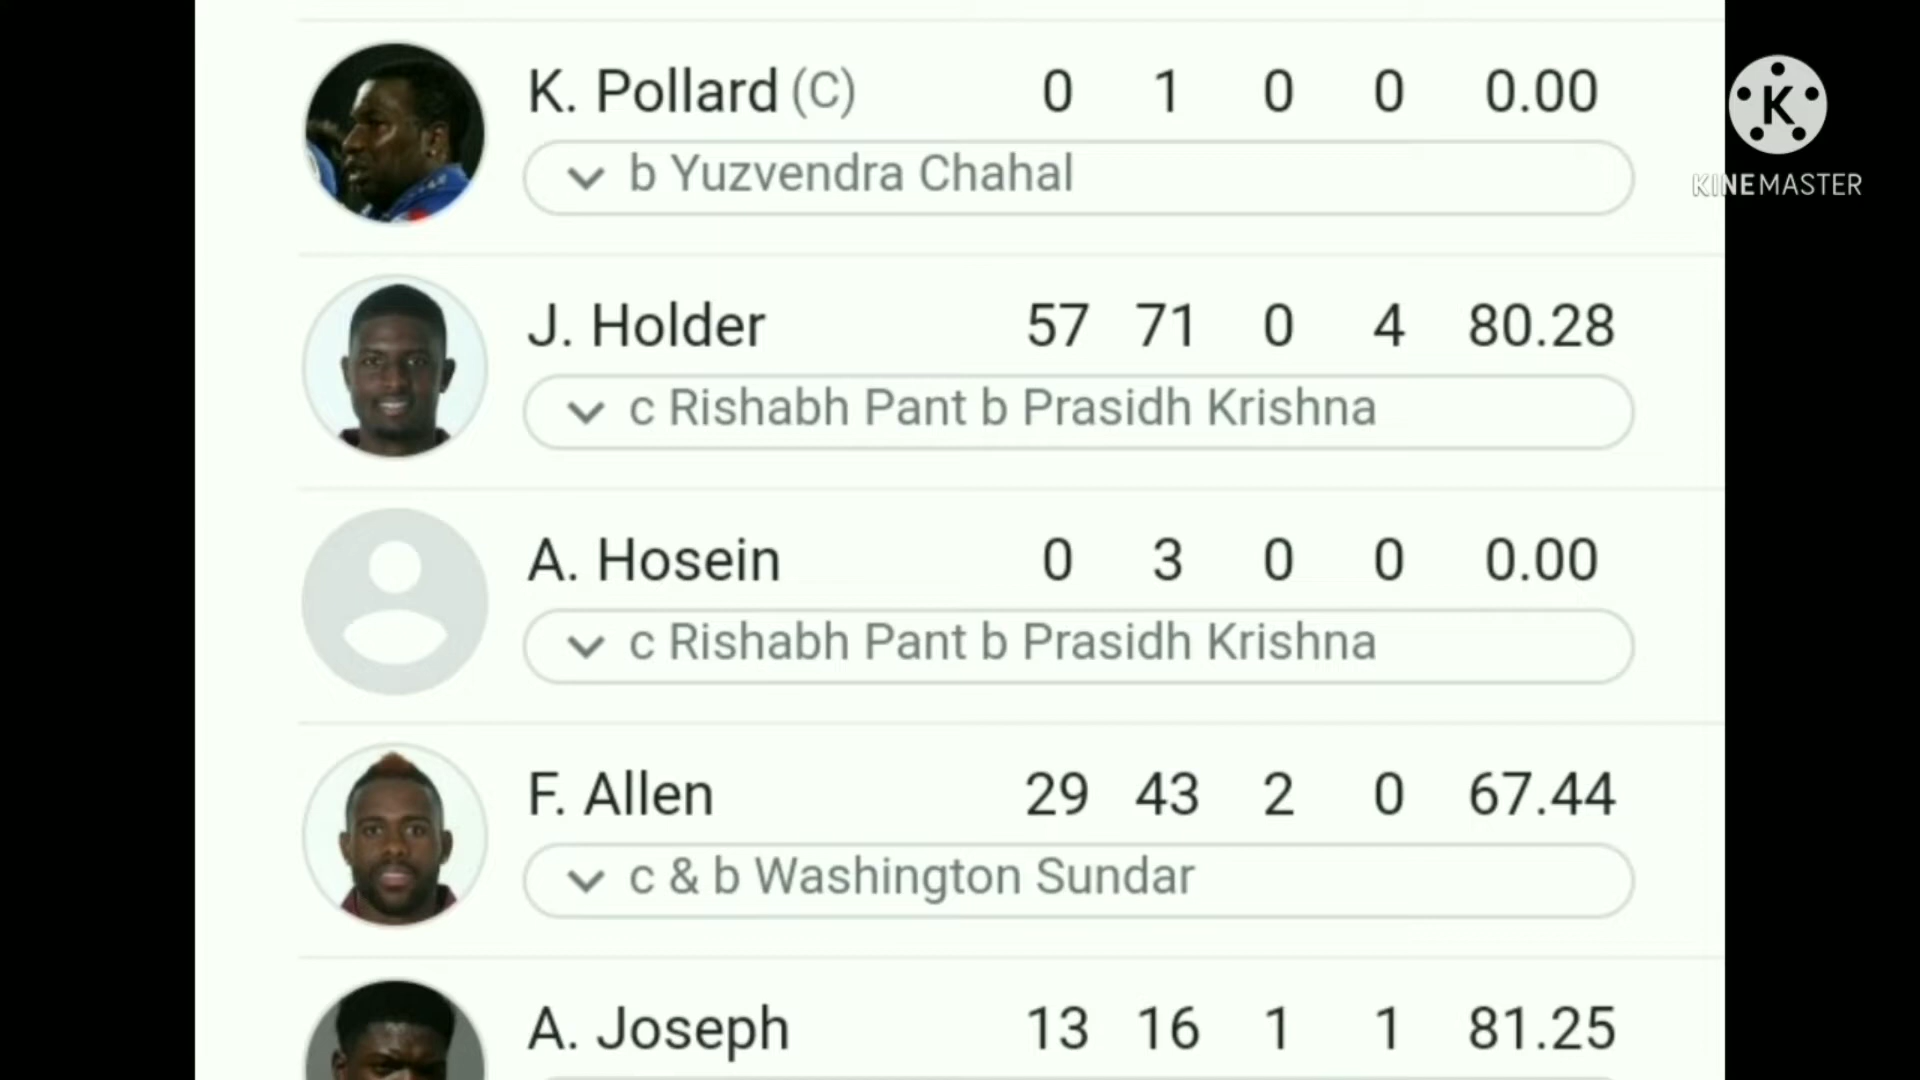 K. Pollard (C) 0 1 0 0 0.00
b Yuzvendra Chahal
J. Holder 57 71 0 4 80.28
c Rishabh Pant b Prasidh Krishna
A. Hosein 0 3 0 0 0.00
c Rishabh Pant b Prasidh Krishna
F. Allen 29 43 2 0 67.44
c & b Washington Sundar
A. Joseph 13 16 1 1 81.25
K
KINEMASTER